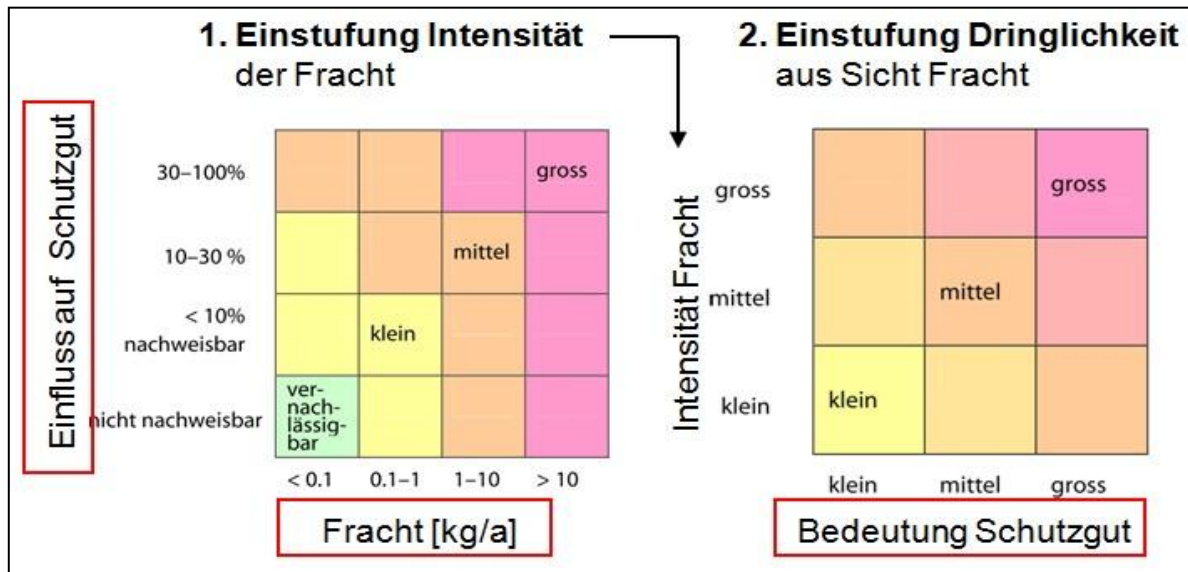 1. Einstufung Intensität
der Fracht
2. Einstufung Dringlichkeit
aus Sicht Fracht
Einfluss auf Schutzgut
30–100%
gross
10–30 %
mittel
< 10%
nachweisbar
klein
nicht nachweisbar
ver-
nach-
lässig-
bar
< 0.1
0.1–1
1–10
> 10
Fracht [kg/a]
Intensität Fracht
gross
gross
mittel
mittel
klein
klein
klein
mittel
gross
Bedeutung Schutzgut